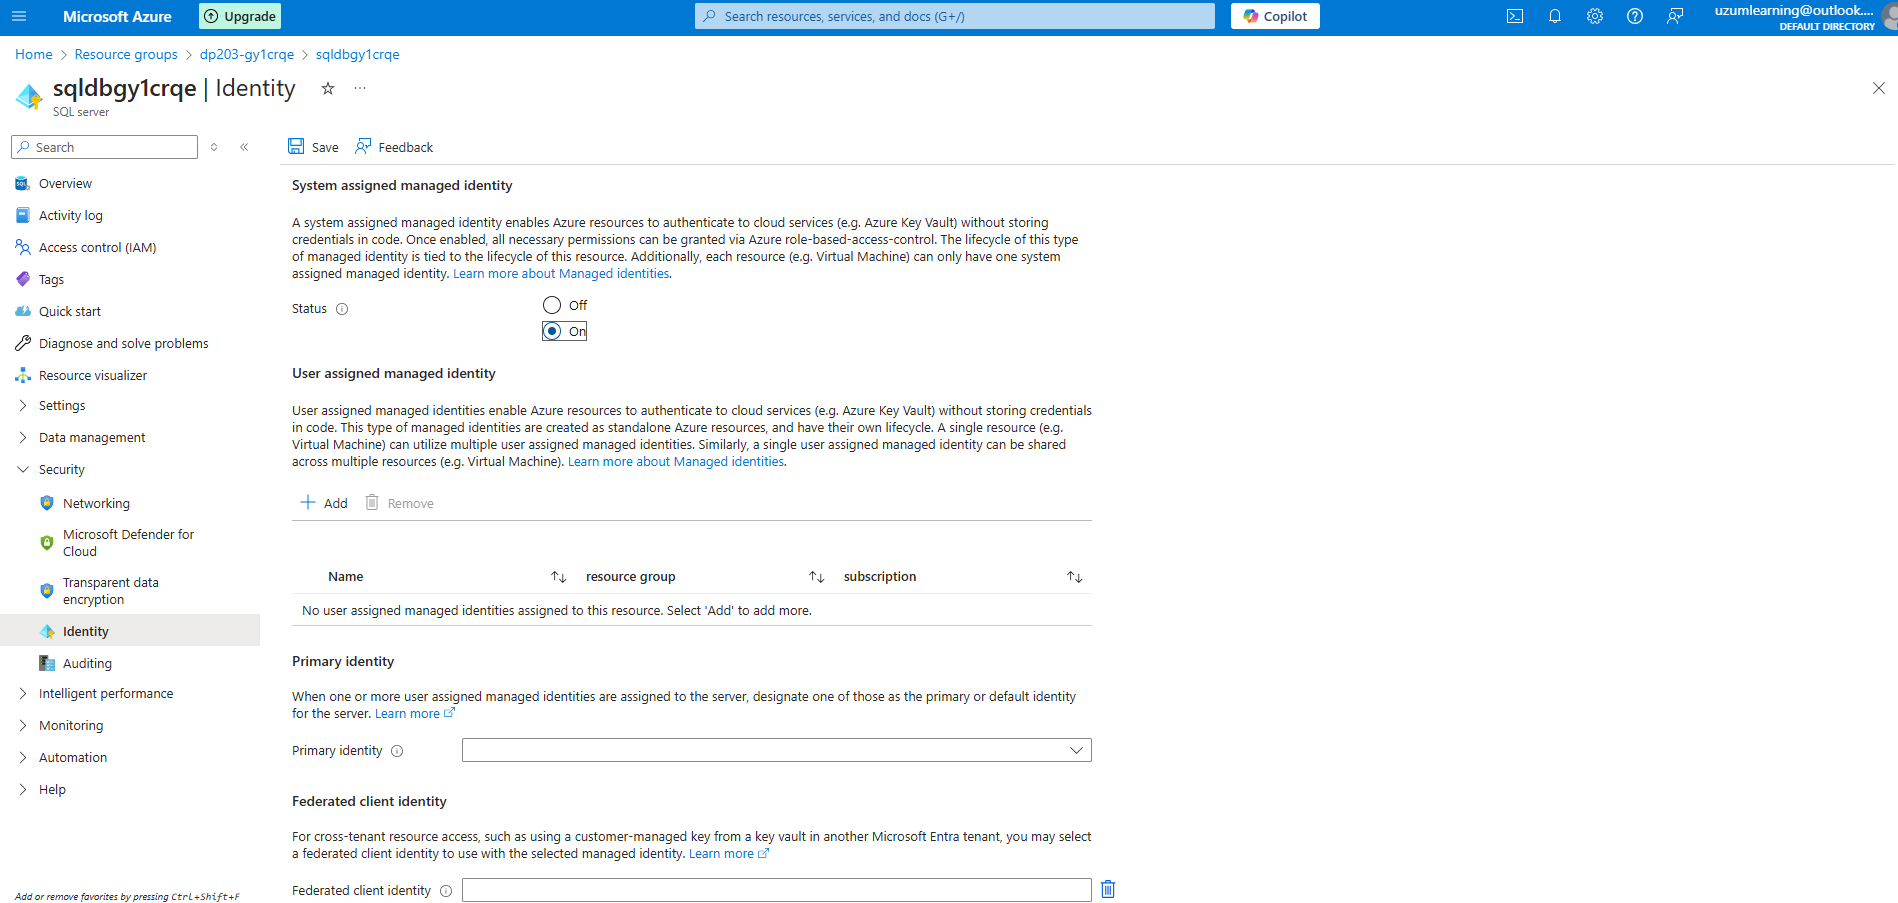 Microsoft Azure
Upgrade
Search resources, services, and docs (G+/)
Copilot
uzumlearning@outlook....
DEFAULT DIRECTORY
Home > Resource groups > dp203-gy1crqe > sqldbgy1crqe
sqldbgy1crqe | Identity
SQL server
Search
Overview
Activity log
Access control (IAM)
Tags
Quick start
Diagnose and solve problems
Resource visualizer
Settings
Data management
Security
Networking
Microsoft Defender for
Cloud
Transparent data
encryption
Identity
Auditing
Intelligent performance
Monitoring
Automation
Help
Add or remove favorites by pressing Ctrl+Shift+F
Save
Feedback
System assigned managed identity
A system assigned managed identity enables Azure resources to authenticate to cloud services (e.g. Azure Key Vault) without storing
credentials in code. Once enabled, all necessary permissions can be granted via Azure role-based-access-control. The lifecycle of this type
of managed identity is tied to the lifecycle of this resource. Additionally, each resource (e.g. Virtual Machine) can only have one system
assigned managed identity. Learn more about Managed identities.
Status
Off
On
User assigned managed identity
User assigned managed identities enable Azure resources to authenticate to cloud services (e.g. Azure Key Vault) without storing credentials
in code. This type of managed identities are created as standalone Azure resources, and have their own lifecycle. A single resource (e.g.
Virtual Machine) can utilize multiple user assigned managed identities. Similarly, a single user assigned managed identity can be shared
across multiple resources (e.g. Virtual Machine). Learn more about Managed identities.
Add
Remove
Name resource group subscription
No user assigned managed identities assigned to this resource. Select 'Add' to add more.
Primary identity
When one or more user assigned managed identities are assigned to the server, designate one of those as the primary or default identity
for the server. Learn more
Primary identity
Federated client identity
For cross-tenant resource access, such as using a customer-managed key from a key vault in another Microsoft Entra tenant, you may select
a federated client identity to use with the selected managed identity. Learn more
Federated client identity